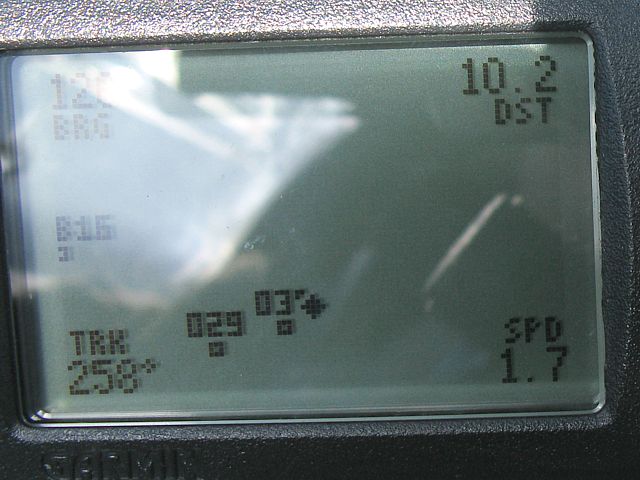 10.2
BRG DST
029
TRK SPD
258° 1.7
GARMIN